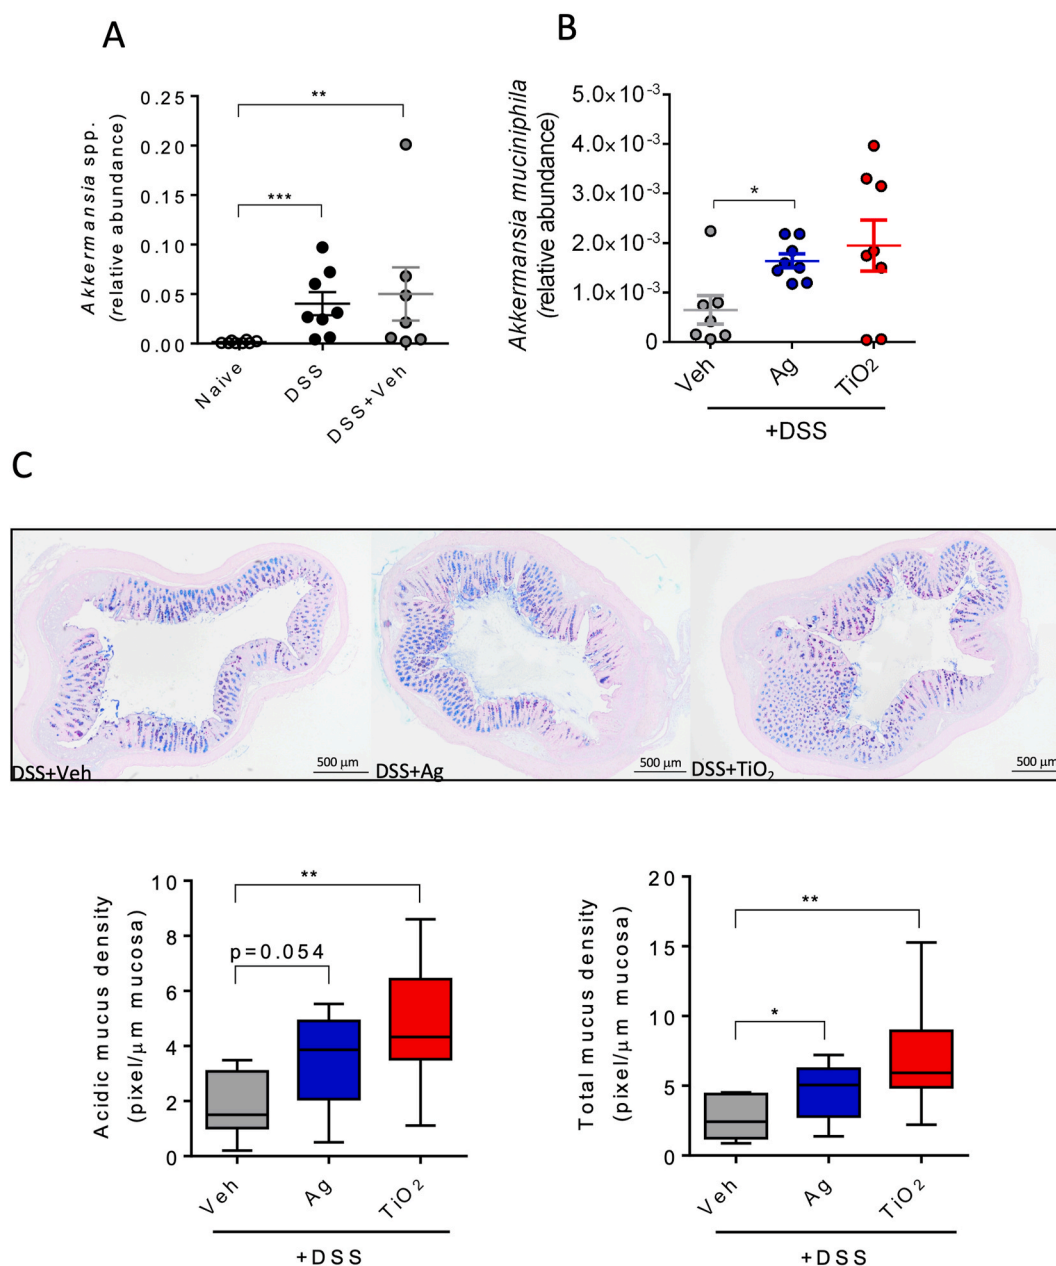 A
B
Akkermansia spp.
(relative abundance)
0.25
0.20
0.15
0.10
0.05
0.00
**
***
Naive
DSS
DSS+Veh
Akkermansia muciniphila
(relative abundance)
5.0×10⁻³
4.0×10⁻³
3.0×10⁻³
2.0×10⁻³
1.0×10⁻³
0
*
Veh
Ag
TiO2
+DSS
C
DSS+Veh
500 µm
DSS+Ag
500 µm
DSS+TiO₂
500 µm
Acidic mucus density
(pixel/µm mucosa)
10
8
6
4
2
0
**
p=0.054
Veh
Ag
TiO₂
+DSS
Total mucus density
(pixel/µm mucosa)
20
15
10
5
0
**
*
Veh
Ag
TiO₂
+DSS